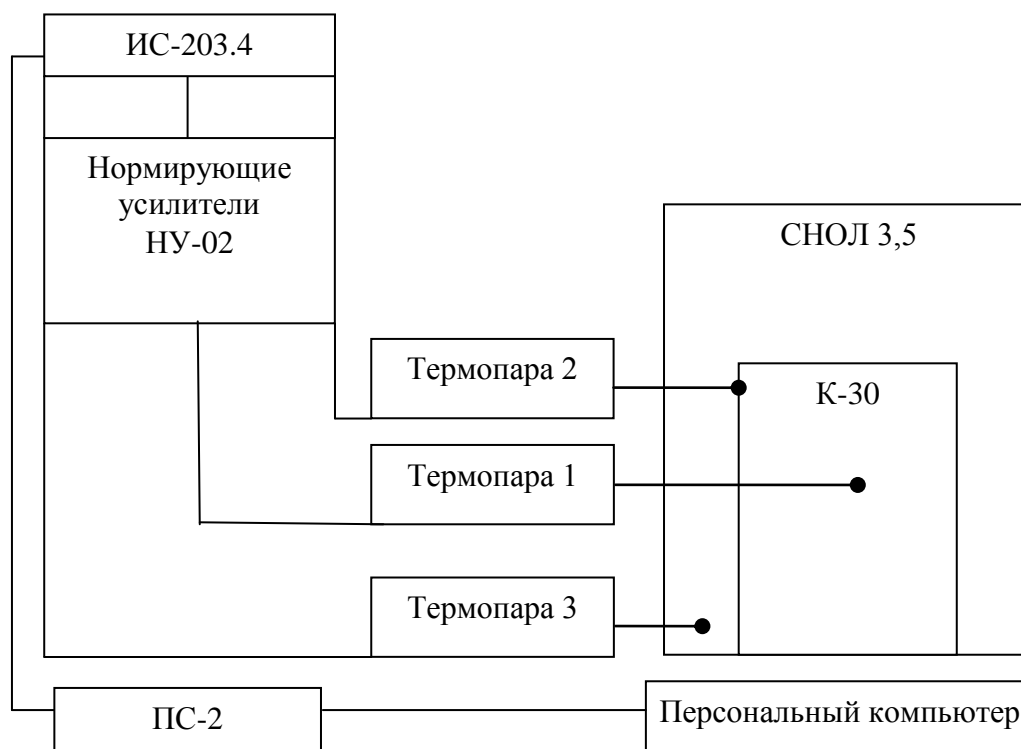 ИС-203.4
Нормирующие
усилители
НУ-02
СНОЛ 3,5
Термопара 2
К-30
Термопара 1
Термопара 3
ПС-2
Персональный компьютер